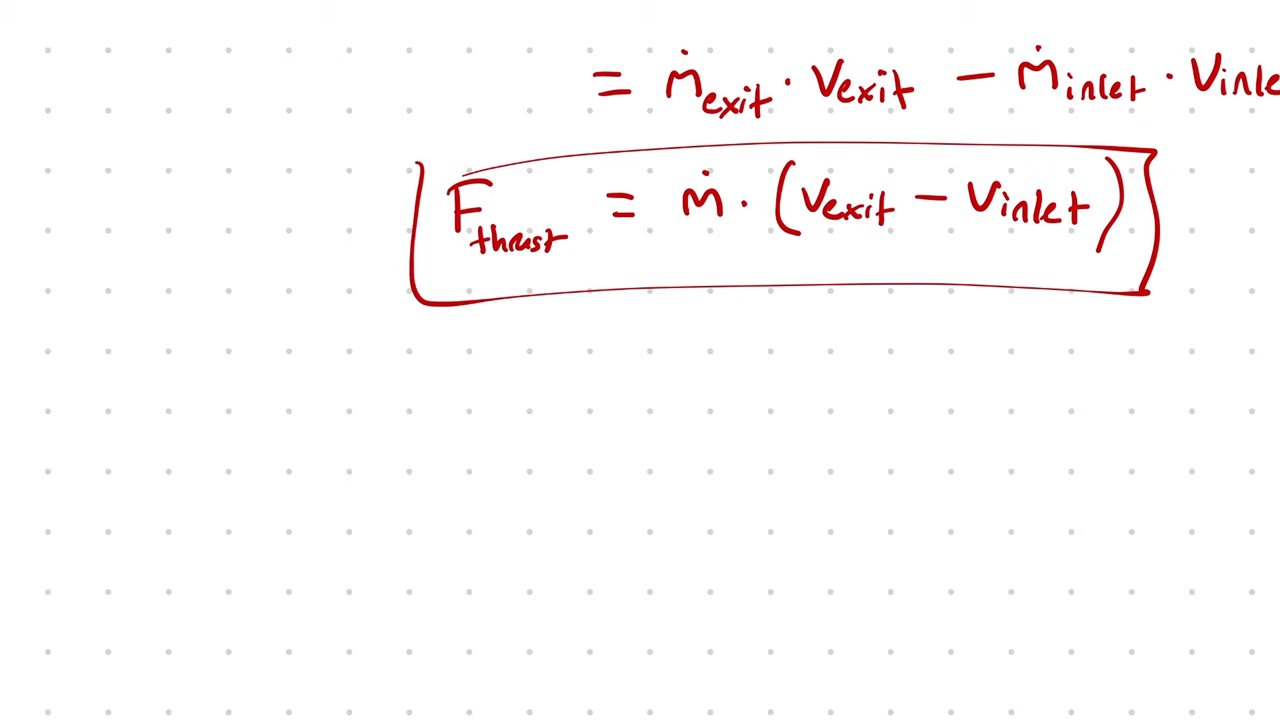 = ṁexit · Vexit − ṁinlet · Vinle
Fthrust = ṁ · (Vexit − Vinlet)